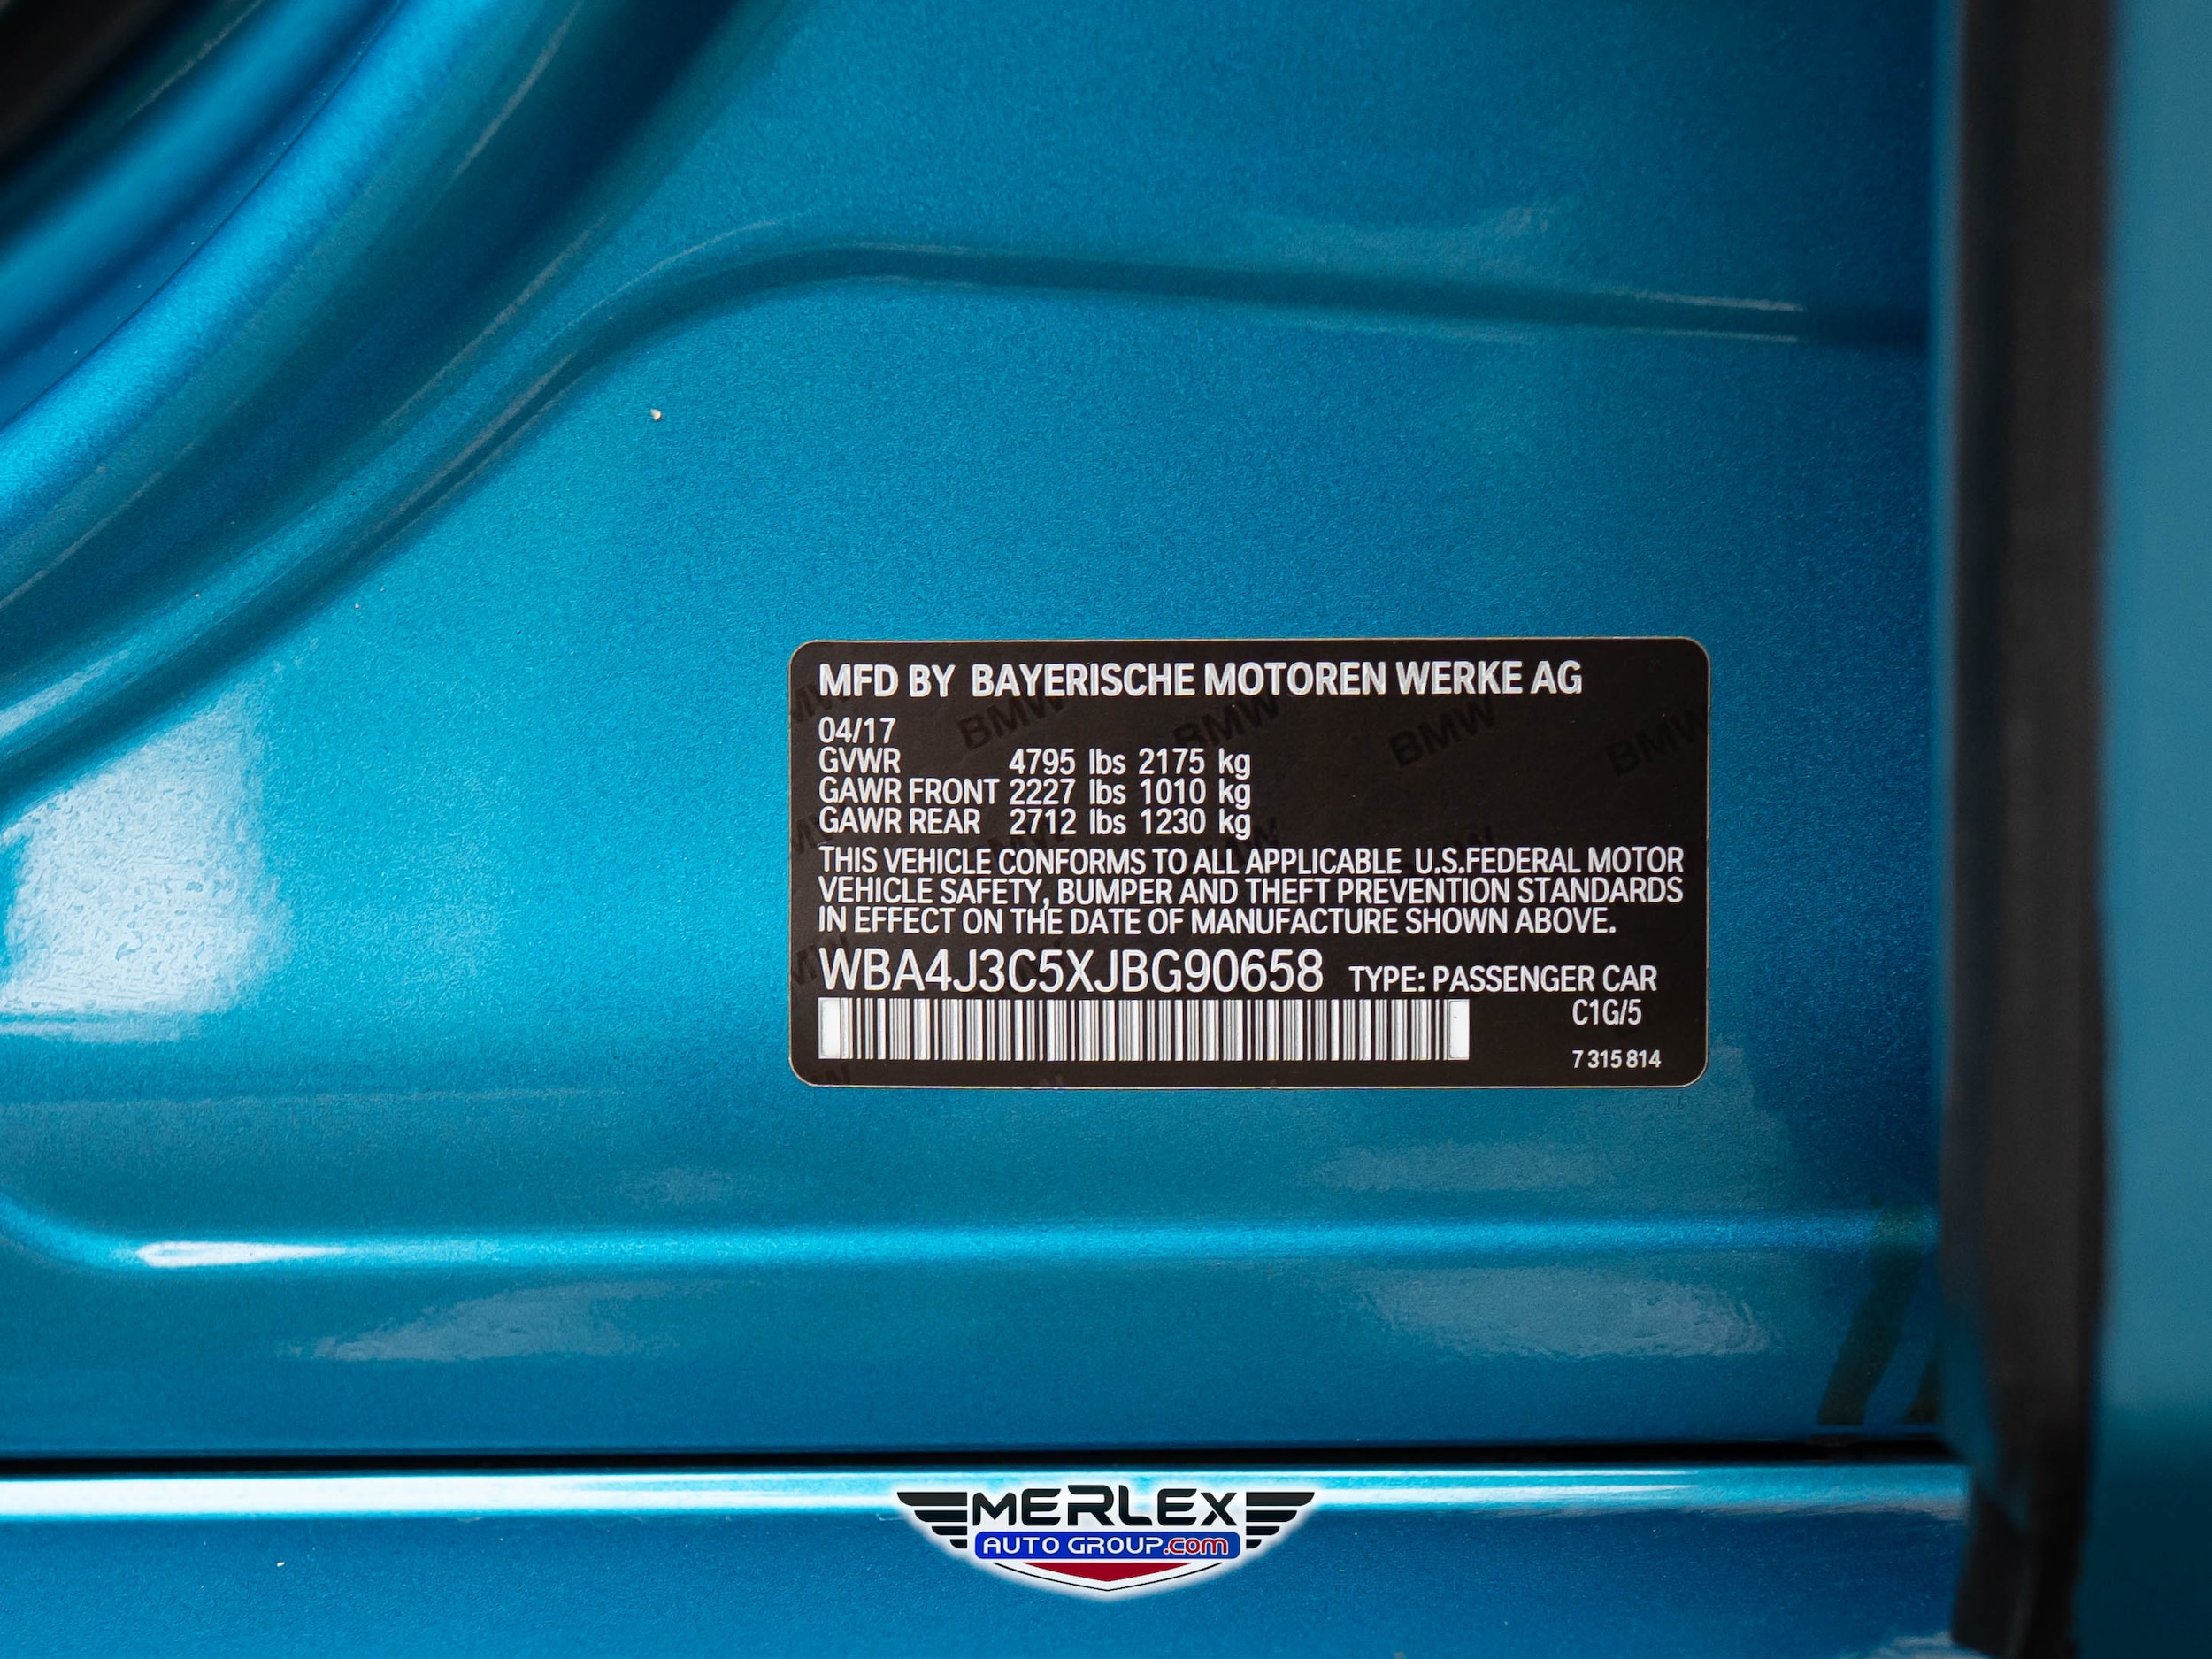 MFD BY BAYERISCHE MOTOREN WERKE AG
04/17
GVWR 4795 lbs 2175 kg
GAWR FRONT 2227 lbs 1010 kg
GAWR REAR 2712 lbs 1230 kg
THIS VEHICLE CONFORMS TO ALL APPLICABLE U.S.FEDERAL MOTOR
VEHICLE SAFETY, BUMPER AND THEFT PREVENTION STANDARDS
IN EFFECT ON THE DATE OF MANUFACTURE SHOWN ABOVE.
WBA4J3C5XJBG90658 TYPE: PASSENGER CAR
C1G/5
7 315 814
MERLEX
AUTO GROUP.com